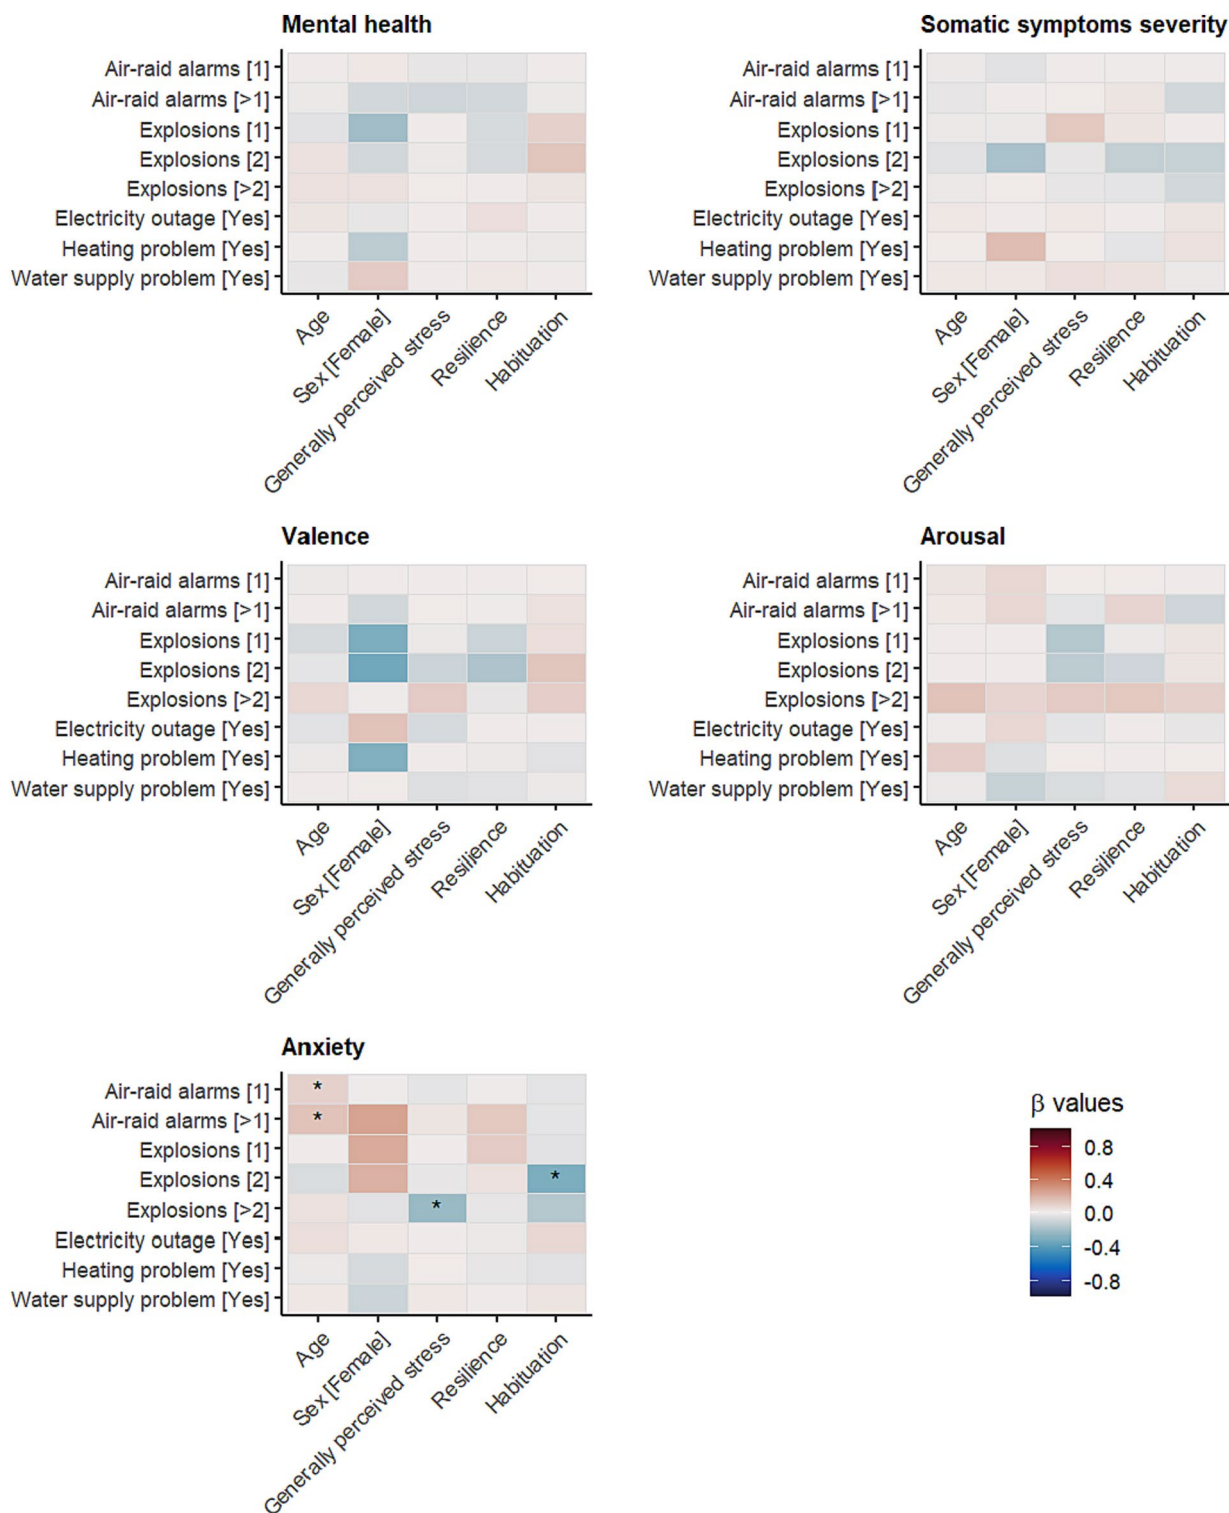 Mental health
Air-raid alarms [1]
Air-raid alarms [>1]
Explosions [1]
Explosions [2]
Explosions [>2]
Electricity outage [Yes]
Heating problem [Yes]
Water supply problem [Yes]
Age
Sex [Female]
Generally perceived stress
Resilience
Habituation
Somatic symptoms severity
Air-raid alarms [1]
Air-raid alarms [>1]
Explosions [1]
Explosions [2]
Explosions [>2]
Electricity outage [Yes]
Heating problem [Yes]
Water supply problem [Yes]
Age
Sex [Female]
Generally perceived stress
Resilience
Habituation
Valence
Air-raid alarms [1]
Air-raid alarms [>1]
Explosions [1]
Explosions [2]
Explosions [>2]
Electricity outage [Yes]
Heating problem [Yes]
Water supply problem [Yes]
Age
Sex [Female]
Generally perceived stress
Resilience
Habituation
Arousal
Air-raid alarms [1]
Air-raid alarms [>1]
Explosions [1]
Explosions [2]
Explosions [>2]
Electricity outage [Yes]
Heating problem [Yes]
Water supply problem [Yes]
Age
Sex [Female]
Generally perceived stress
Resilience
Habituation
Anxiety
Air-raid alarms [1] *
Air-raid alarms [>1] *
Explosions [1]
Explosions [2] *
Explosions [>2] *
Electricity outage [Yes]
Heating problem [Yes]
Water supply problem [Yes]
Age
Sex [Female]
Generally perceived stress
Resilience
Habituation
β values
0.8
0.4
0.0
-0.4
-0.8